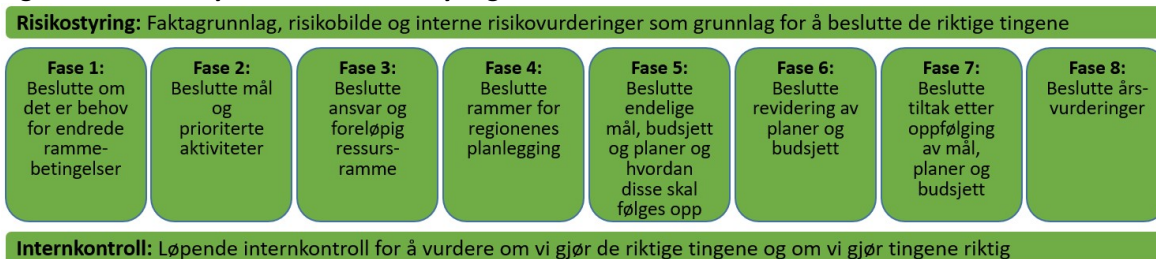 Risikostyring: Faktagrunnlag, risikobilde og interne risikovurderinger som grunnlag for å beslutte de riktige tingene
Fase 1:
Beslutte om
det er behov
for endrede
ramme-
betingelser
Fase 2:
Beslutte mål
og
prioriterte
aktiviteter
Fase 3:
Beslutte
ansvar og
foreløpig
ressurs-
ramme
Fase 4:
Beslutte
rammer for
regionenes
planlegging
Fase 5:
Beslutte
endelige
mål, budsjett
og planer og
hvordan
disse skal
følges opp
Fase 6:
Beslutte
revidering av
planer og
budsjett
Fase 7:
Beslutte
tiltak etter
oppfølging
av mål,
planer og
budsjett
Fase 8:
Beslutte års-
vurderinger
Internkontroll: Løpende internkontroll for å vurdere om vi gjør de riktige tingene og om vi gjør tingene riktig